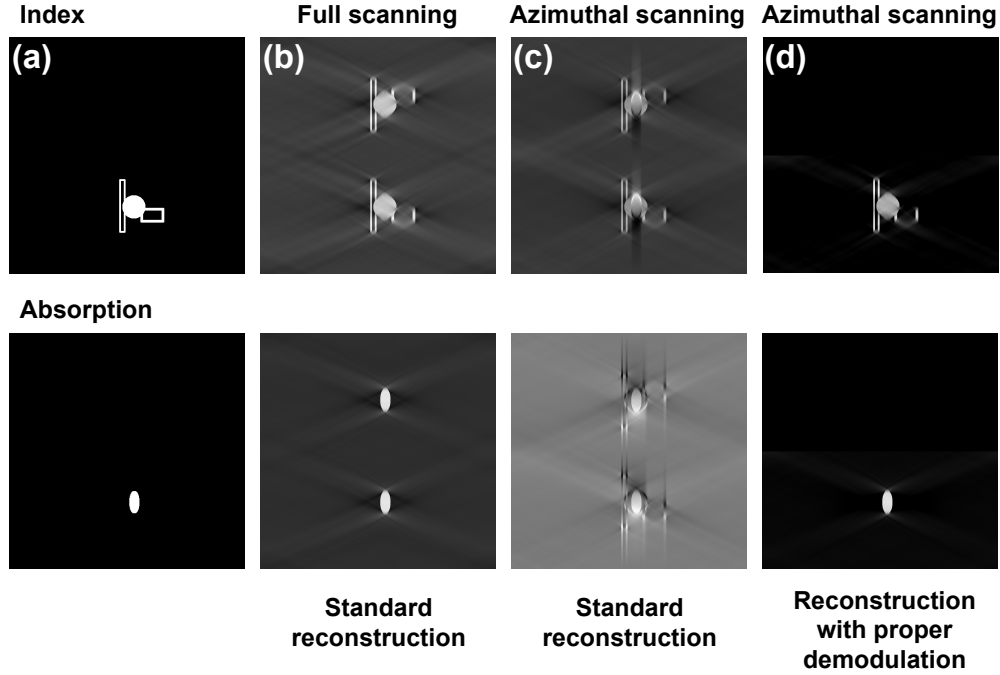 Index
Full scanning
Azimuthal scanning
Azimuthal scanning
(a)
(b)
(c)
(d)
Absorption
Standard
reconstruction
Standard
reconstruction
Reconstruction
with proper
demodulation